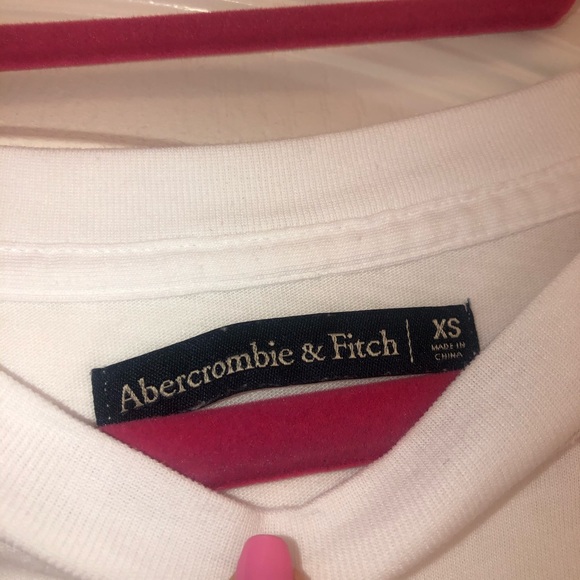 Abercrombie & Fitch | XS
MADE IN
CHINA